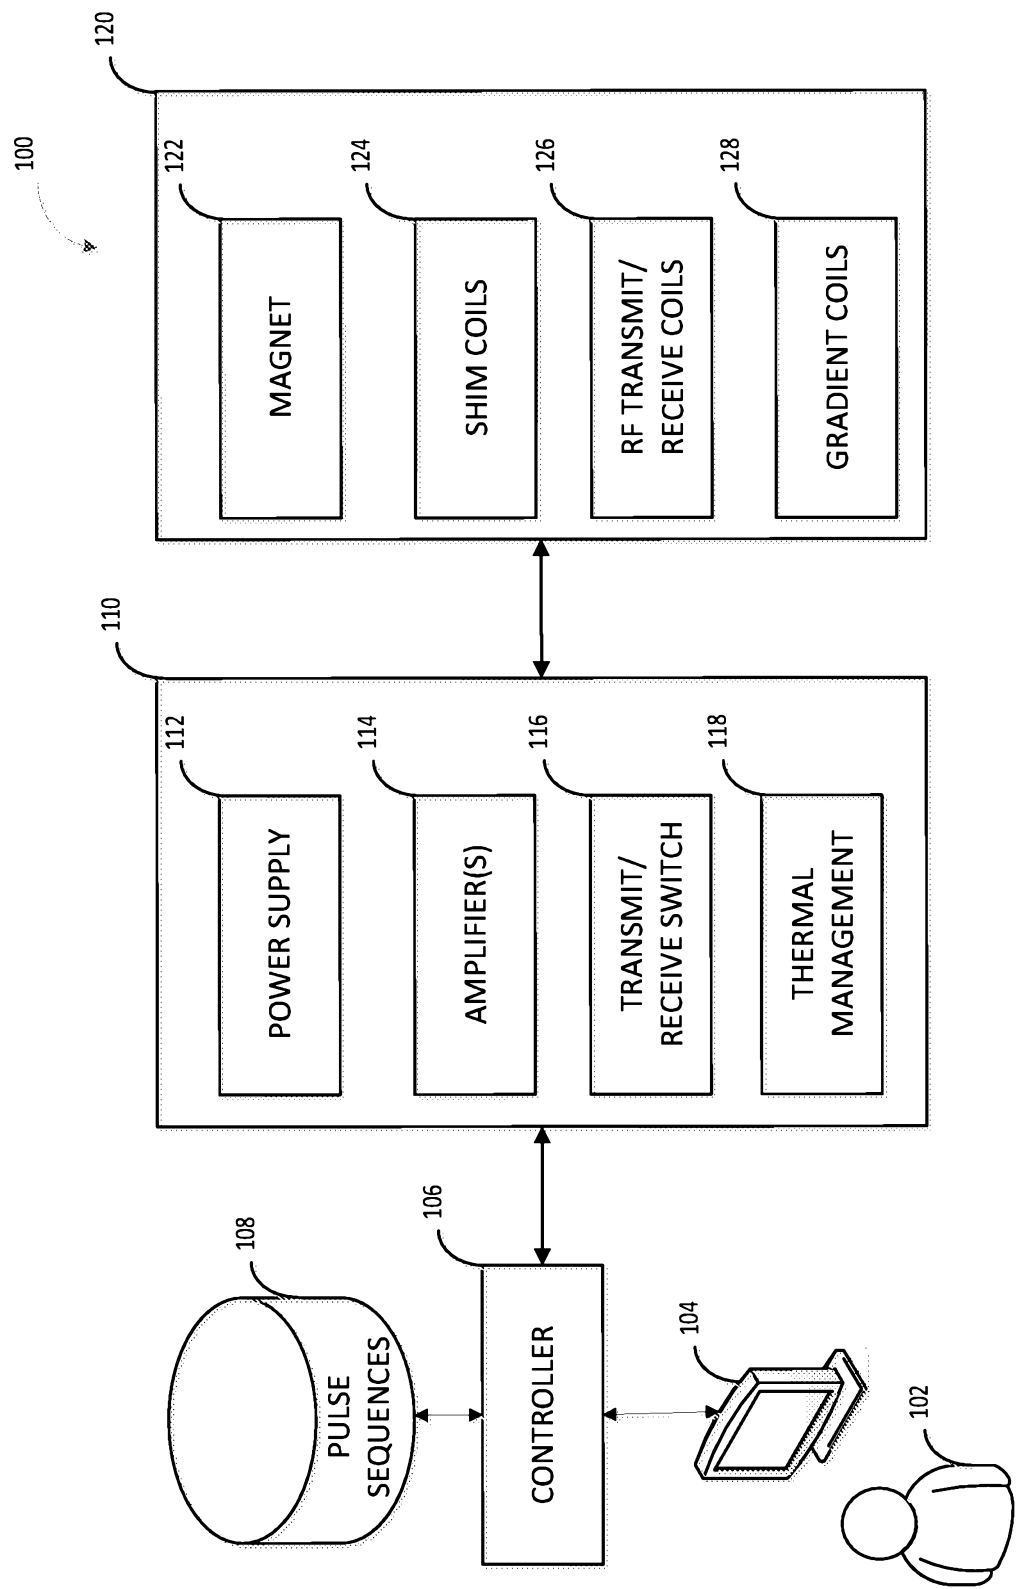 100
108
PULSE
SEQUENCES
106
CONTROLLER
104
102
110
112
POWER SUPPLY
114
AMPLIFIER(S)
116
TRANSMIT/
RECEIVE SWITCH
118
THERMAL
MANAGEMENT
120
122
MAGNET
124
SHIM COILS
126
RF TRANSMIT/
RECEIVE COILS
128
GRADIENT COILS